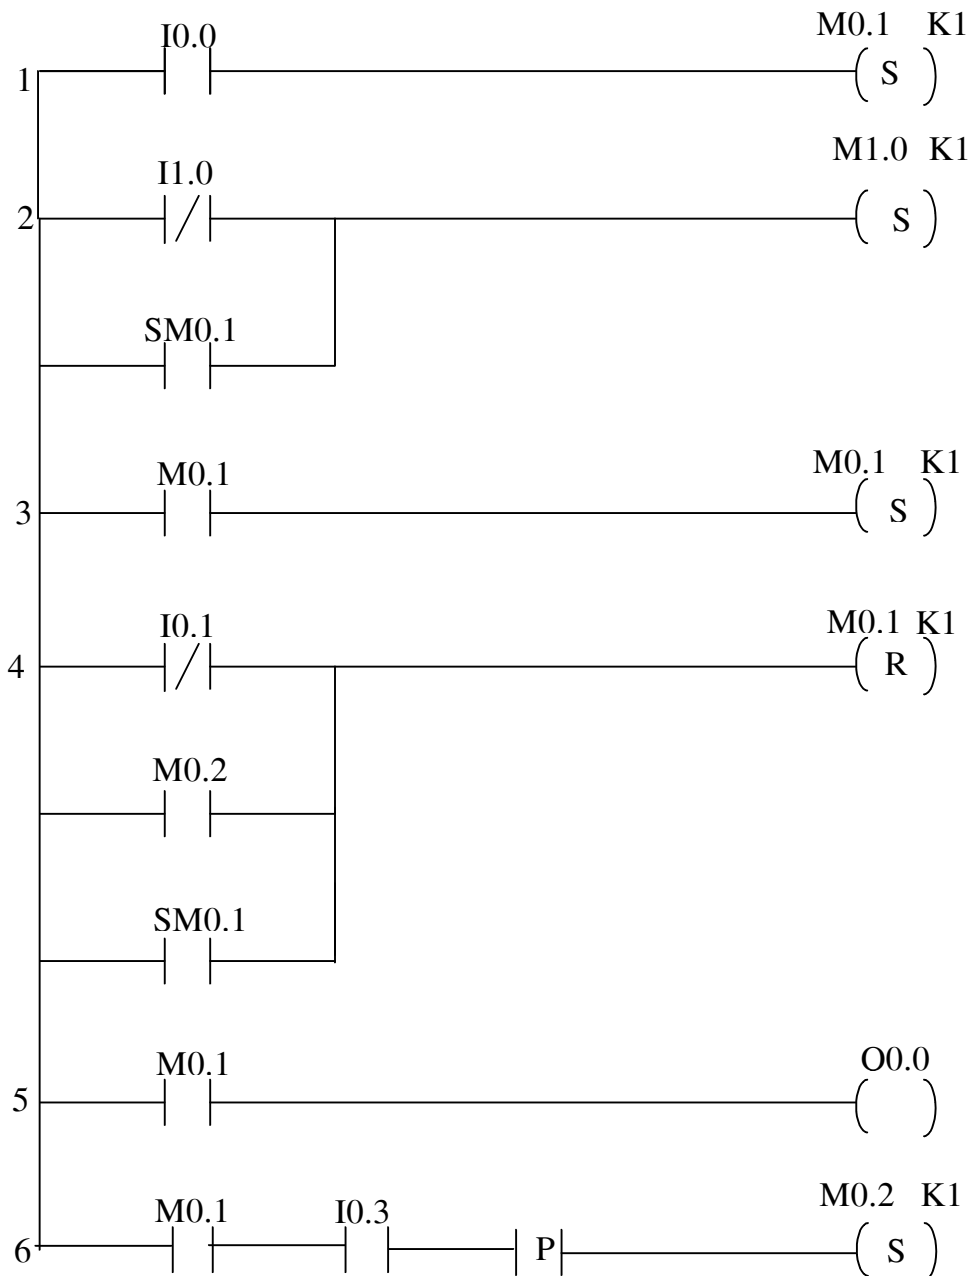 I0.0 M0.1 K1
1 S
I1.0 M1.0 K1
2 S
SM0.1
M0.1 M0.1 K1
3 S
I0.1 M0.1 K1
4 R
M0.2
SM0.1
M0.1 O0.0
5
M0.1 I0.3 M0.2 K1
6 P S